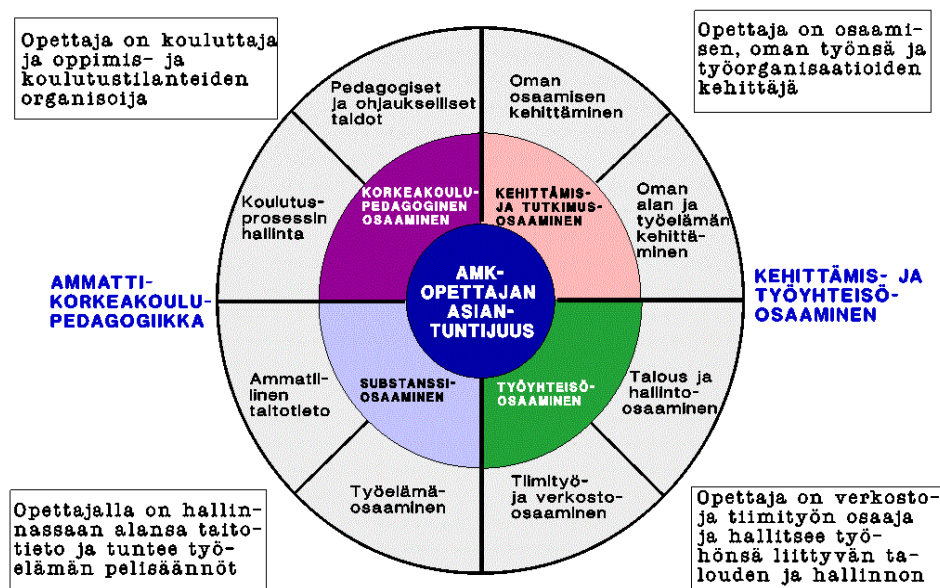 Opettaja on kouluttaja
ja oppimis- ja
koulutustilanteiden
organisoija
Opettaja on osaami-
sen, oman työnsä ja
työorganisaatioiden
kehittäjä
Pedagogiset
ja ohjaukselliset
taidot
Oman
osaamisen
kehittäminen
Koulutus-
prosessin
hallinta
KORKEAKOULU-
PEDAGOGINEN
OSAAMINEN
KEHITTÄMIS-
JA TUTKIMUS-
OSAAMINEN
Oman
alan ja
työelämän
kehittä-
minen
AMMATTI-
KORKEAKOULU-
PEDAGOGIIKKA
AMK-
OPETTAJAN
ASIAN-
TUNTIJUUS
KEHITTÄMIS- JA
TYÖYHTEISÖ-
OSAAMINEN
Ammatil-
linen
taitotieto
SUBSTANSSI-
OSAAMINEN
TYÖYHTEISÖ-
OSAAMINEN
Talous ja
hallinto-
osaaminen
Työelämä-
osaaminen
Tiimityö-
ja verkosto-
osaaminen
Opettajalla on hallin-
nassaan alansa taito-
tieto ja tuntee työ-
elämän pelisäännöt
Opettaja on verkosto-
ja tiimityön osaaja
ja hallitsee työ-
hönsä liittyvän ta-
louden ja hallinnon